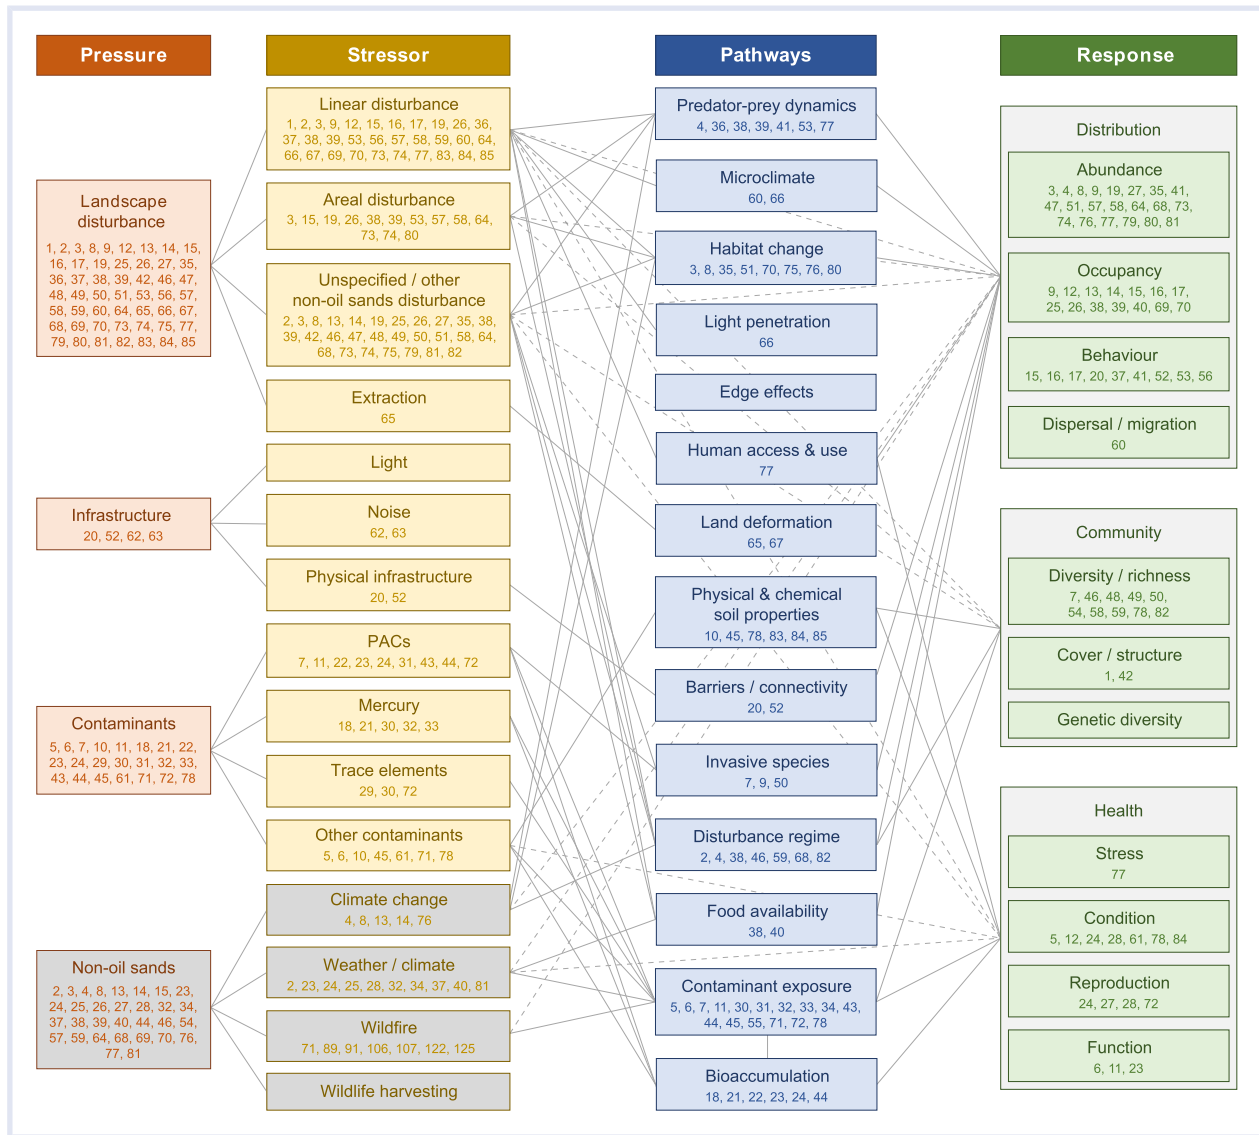 Pressure
Landscape
disturbance
1, 2, 3, 8, 9, 12, 13, 14, 15,
16, 17, 19, 25, 26, 27, 35,
36, 37, 38, 39, 42, 46, 47,
48, 49, 50, 51, 53, 56, 57,
58, 59, 60, 64, 65, 66, 67,
68, 69, 70, 73, 74, 75, 77,
79, 80, 81, 82, 83, 84, 85
Infrastructure
20, 52, 62, 63
Contaminants
5, 6, 7, 10, 11, 18, 21, 22,
23, 24, 29, 30, 31, 32, 33,
43, 44, 45, 61, 71, 72, 78
Non-oil sands
2, 3, 4, 8, 13, 14, 15, 23,
24, 25, 26, 27, 28, 32, 34,
37, 38, 39, 40, 44, 46, 54,
57, 59, 64, 68, 69, 70, 76,
77, 81
Stressor
Linear disturbance
1, 2, 3, 9, 12, 15, 16, 17, 19, 26, 36,
37, 38, 39, 53, 56, 57, 58, 59, 60, 64,
66, 67, 69, 70, 73, 74, 77, 83, 84, 85
Areal disturbance
3, 15, 19, 26, 38, 39, 53, 57, 58, 64,
73, 74, 80
Unspecified / other
non-oil sands disturbance
2, 3, 8, 13, 14, 19, 25, 26, 27, 35, 38,
39, 42, 46, 47, 48, 49, 50, 51, 58, 64,
68, 73, 74, 75, 79, 81, 82
Extraction
65
Light
Noise
62, 63
Physical infrastructure
20, 52
PACs
7, 11, 22, 23, 24, 31, 43, 44, 72
Mercury
18, 21, 30, 32, 33
Trace elements
29, 30, 72
Other contaminants
5, 6, 10, 45, 61, 71, 78
Climate change
4, 8, 13, 14, 76
Weather / climate
2, 23, 24, 25, 28, 32, 34, 37, 40, 81
Wildfire
71, 89, 91, 106, 107, 122, 125
Wildlife harvesting
Pathways
Predator-prey dynamics
4, 36, 38, 39, 41, 53, 77
Microclimate
60, 66
Habitat change
3, 8, 35, 51, 70, 75, 76, 80
Light penetration
66
Edge effects
Human access & use
77
Land deformation
65, 67
Physical & chemical
soil properties
10, 45, 78, 83, 84, 85
Barriers / connectivity
20, 52
Invasive species
7, 9, 50
Disturbance regime
2, 4, 38, 46, 59, 68, 82
Food availability
38, 40
Contaminant exposure
5, 6, 7, 11, 30, 31, 32, 33, 34, 43,
44, 45, 55, 71, 72, 78
Bioaccumulation
18, 21, 22, 23, 24, 44
Response
Distribution
Abundance
3, 4, 8, 9, 19, 27, 35, 41,
47, 51, 57, 58, 64, 68, 73,
74, 76, 77, 79, 80, 81
Occupancy
9, 12, 13, 14, 15, 16, 17,
25, 26, 38, 39, 40, 69, 70
Behaviour
15, 16, 17, 20, 37, 41, 52, 53, 56
Dispersal / migration
60
Community
Diversity / richness
7, 46, 48, 49, 50,
54, 58, 59, 78, 82
Cover / structure
1, 42
Genetic diversity
Health
Stress
77
Condition
5, 12, 24, 28, 61, 78, 84
Reproduction
24, 27, 28, 72
Function
6, 11, 23